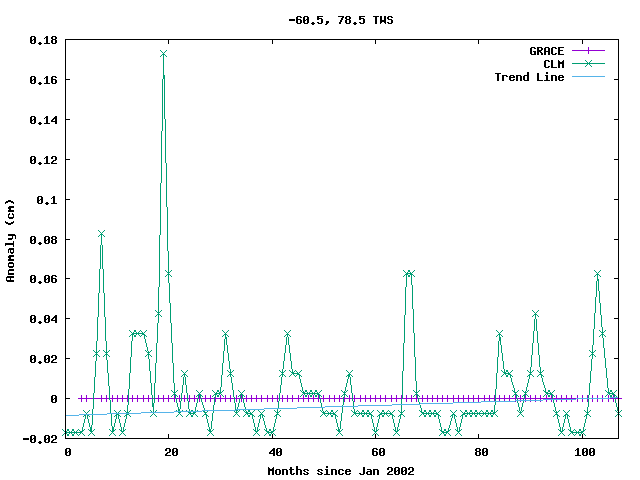 -60.5, 78.5 TWS
GRACE
CLM
Trend Line
0.18
0.16
0.14
0.12
0.1
0.08
0.06
0.04
0.02
0
-0.02
Anomaly (cm)
0 20 40 60 80 100
Months since Jan 2002